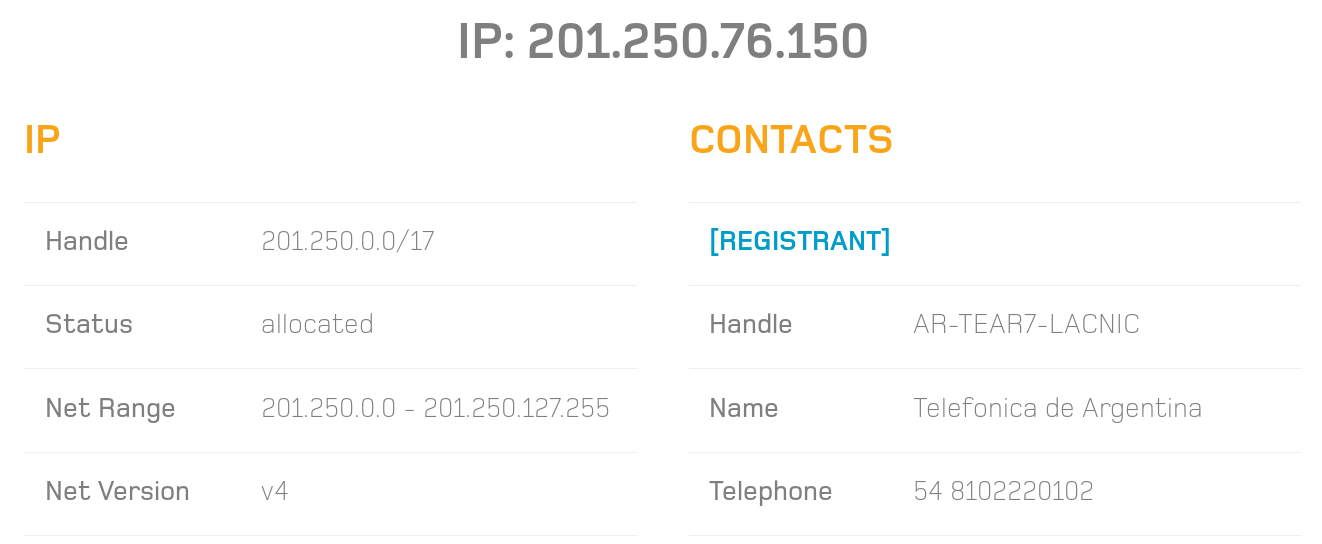 IP: 201.250.76.150
IP
Handle 201.250.0.0/17
Status allocated
Net Range 201.250.0.0 - 201.250.127.255
Net Version v4
CONTACTS
[REGISTRANT]
Handle AR-TEAR7-LACNIC
Name Telefonica de Argentina
Telephone 54 8102220102